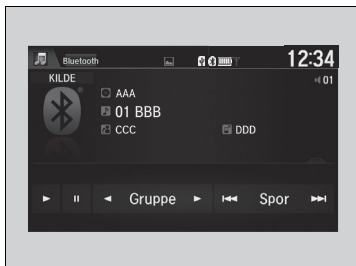 Bluetooth
12:34
KILDE
01
AAA
01 BBB
CCC
DDD
Gruppe
Spor